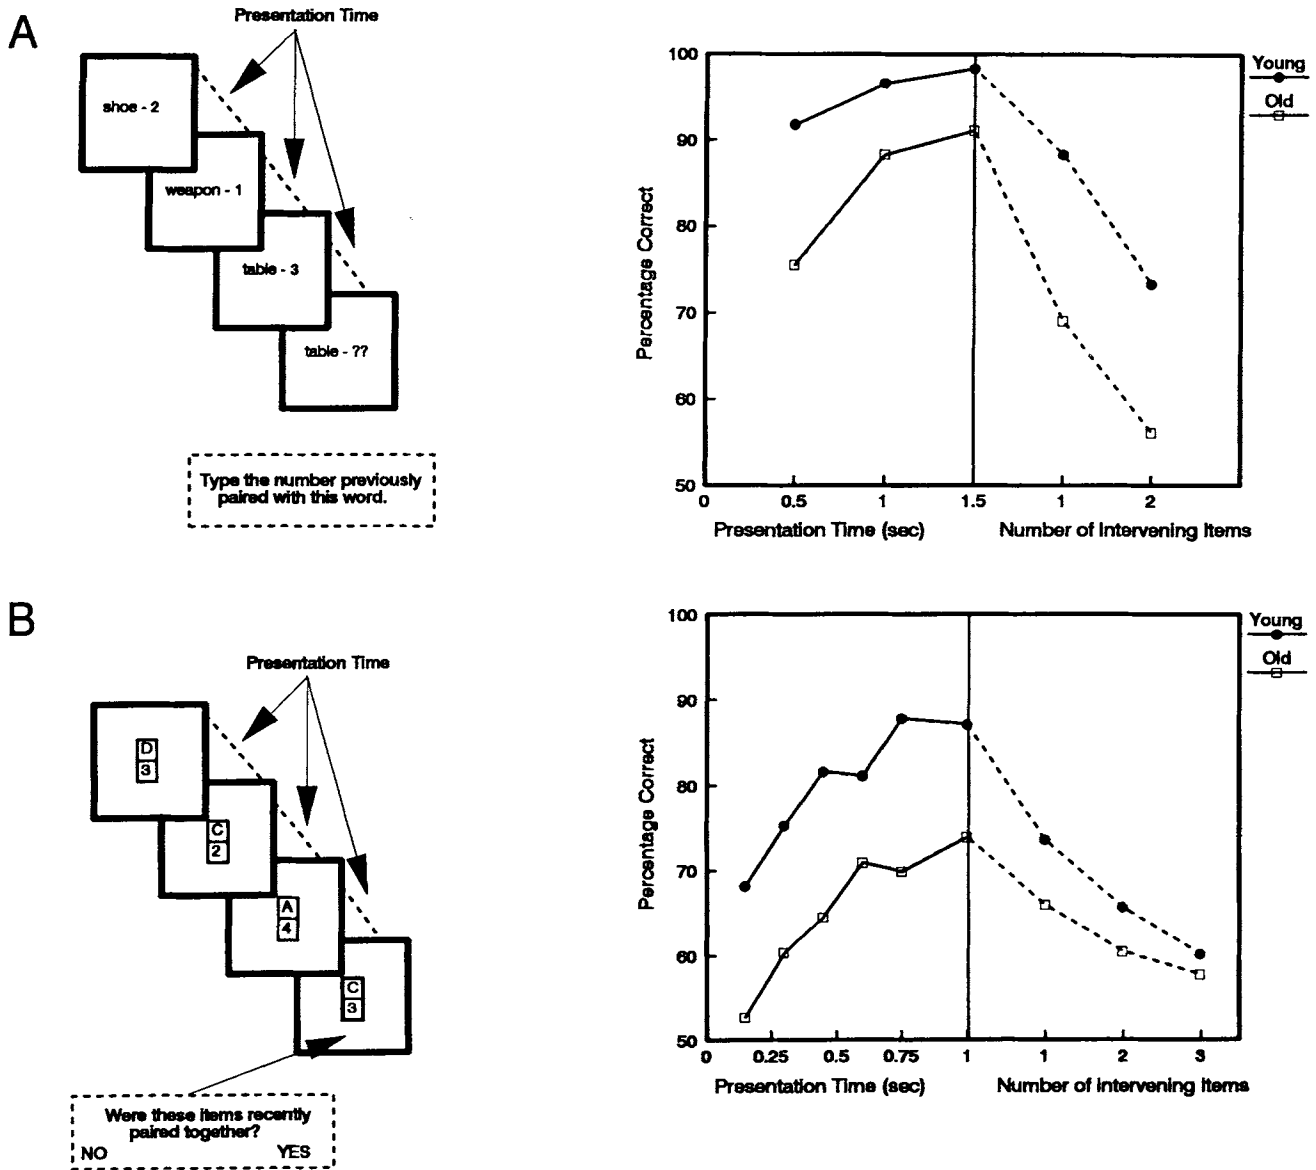 A
Presentation Time
shoe - 2
weapon - 1
table - 3
table - ??
Type the number previously
paired with this word.
Percentage Correct
100
90
80
70
60
50
0
0.5
1
1.5
1
2
Presentation Time (sec)
Number of Intervening Items
Young
Old
B
Presentation Time
D
3
C
2
A
4
C
3
Were these items recently
paired together?
NO YES
Percentage Correct
100
90
80
70
60
50
0
0.25
0.5
0.75
1
1
2
3
Presentation Time (sec)
Number of Intervening Items
Young
Old